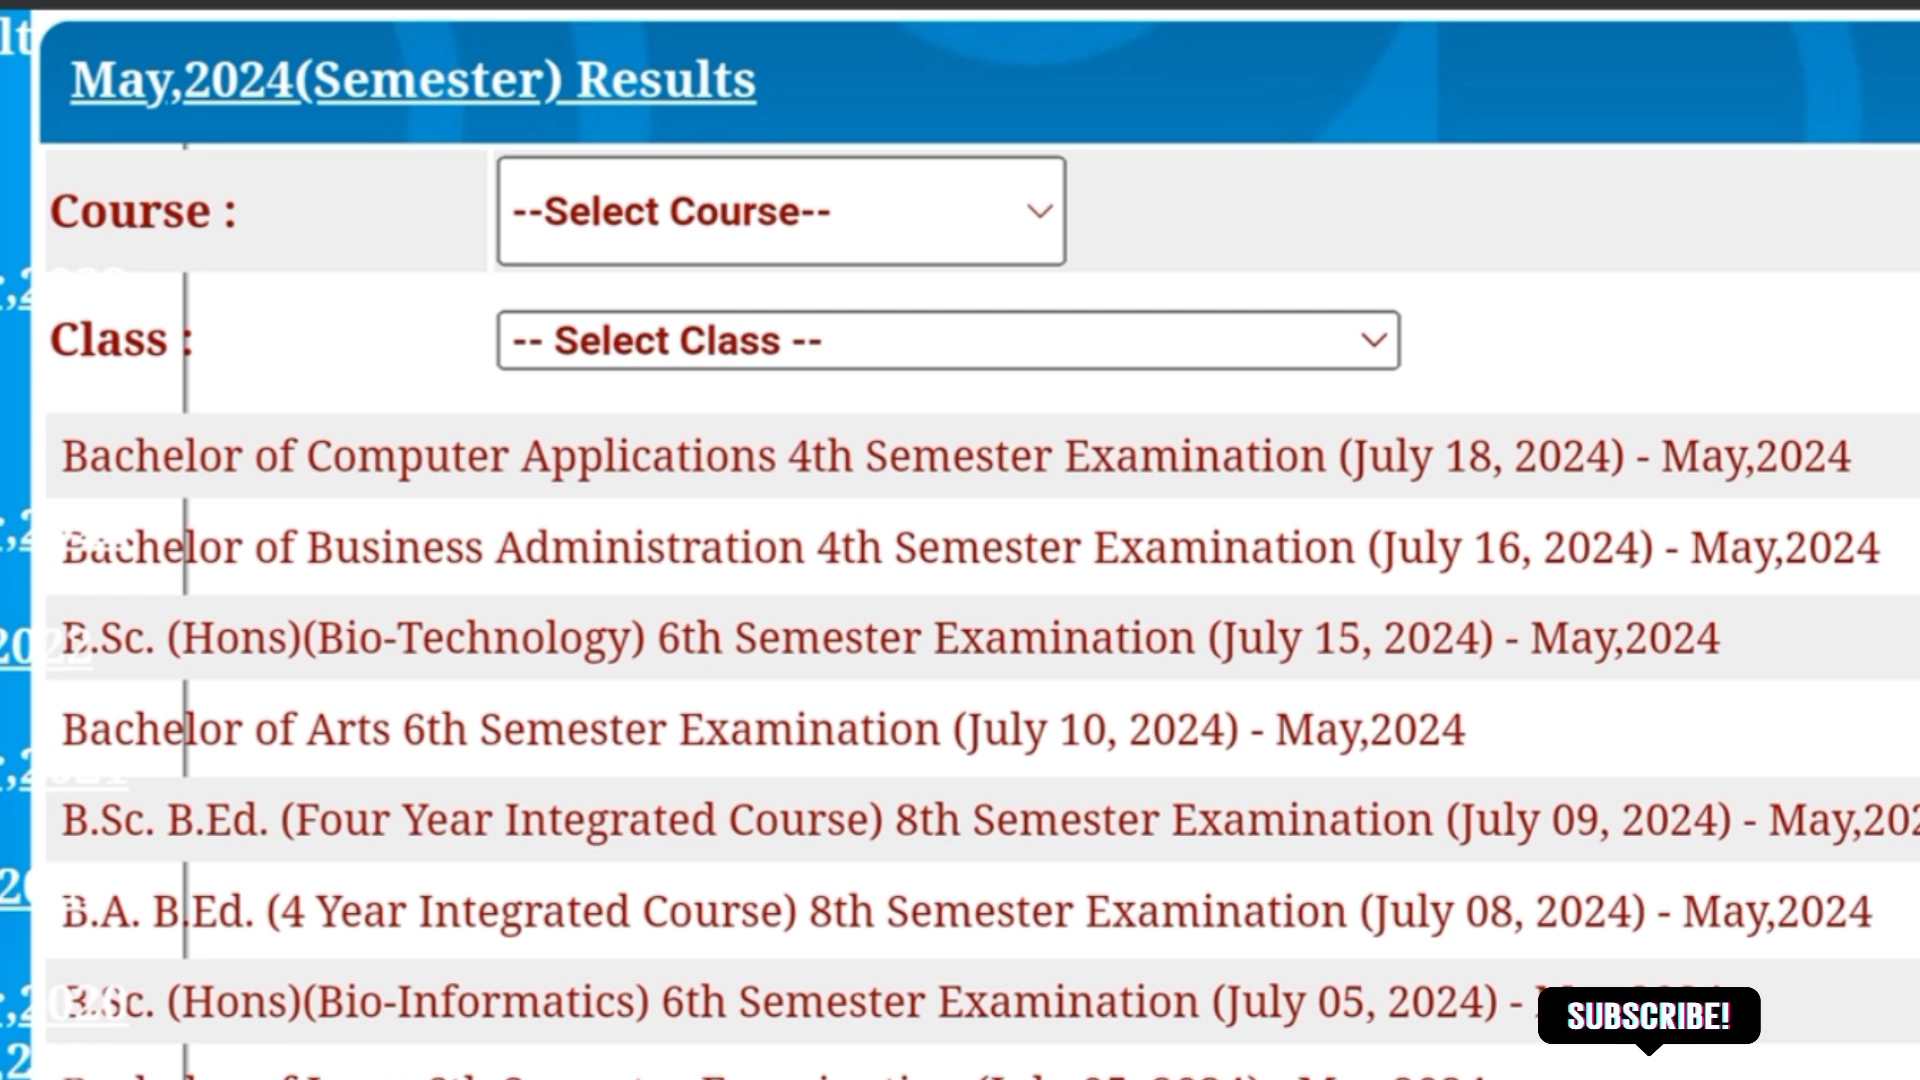 lt
May,2024(Semester) Results
Course :
--Select Course--
Class :
-- Select Class --
Bachelor of Computer Applications 4th Semester Examination (July 18, 2024) - May,2024
Bachelor of Business Administration 4th Semester Examination (July 16, 2024) - May,2024
B.Sc. (Hons)(Bio-Technology) 6th Semester Examination (July 15, 2024) - May,2024
2022
Bachelor of Arts 6th Semester Examination (July 10, 2024) - May,2024
B.Sc. B.Ed. (Four Year Integrated Course) 8th Semester Examination (July 09, 2024) - May,202
B.A. B.Ed. (4 Year Integrated Course) 8th Semester Examination (July 08, 2024) - May,2024
B.Sc. (Hons)(Bio-Informatics) 6th Semester Examination (July 05, 2024) -
SUBSCRIBE!